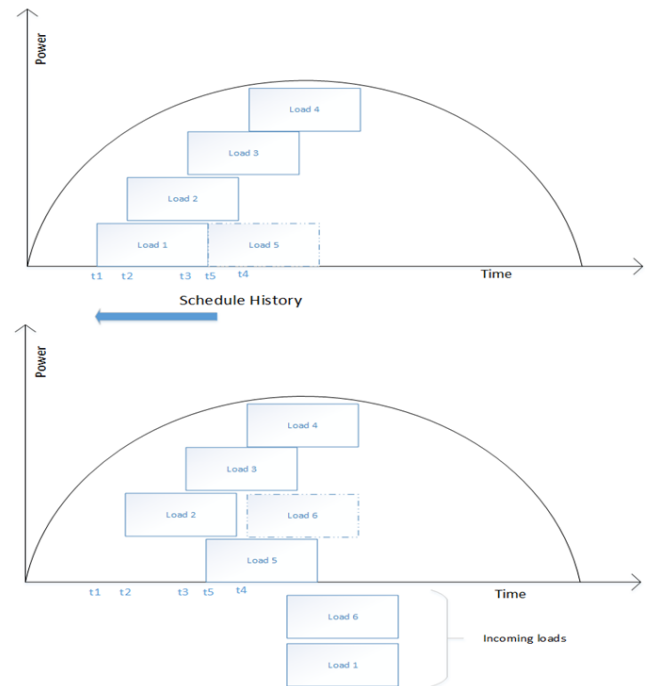 Power
Load 4
Load 3
Load 2
Load 1
Load 5
t1 t2 t3 t5 t4
Time
Schedule History
Power
Load 4
Load 3
Load 2
Load 6
Load 5
t1 t2 t3 t5 t4
Time
Load 6
Incoming loads
Load 1